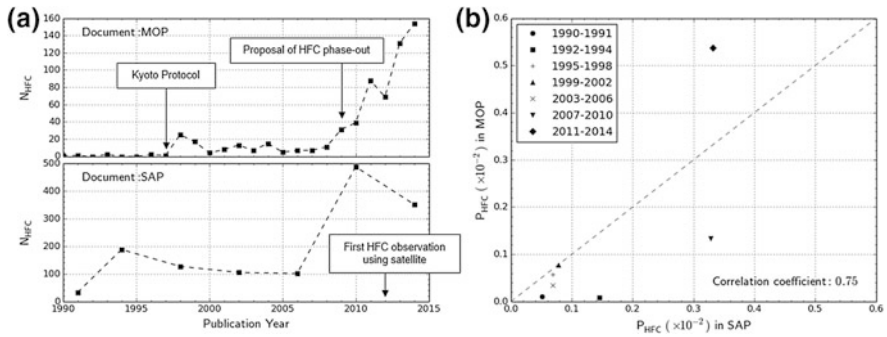 (a)
Document :MOP
Proposal of HFC phase-out
Kyoto Protocol
N_HFC
160
140
120
100
80
60
40
20
0
Document :SAP
First HFC observation
using satellite
N_HFC
500
400
300
200
100
0
1990 1995 2000 2005 2010 2015
Publication Year
(b)
1990-1991
1992-1994
1995-1998
1999-2002
2003-2006
2007-2010
2011-2014
P_HFC (×10⁻²) in MOP
0.6
0.5
0.4
0.3
0.2
0.1
0.0
Correlation coefficient: 0.75
0.0 0.1 0.2 0.3 0.4 0.5 0.6
P_HFC (×10⁻²) in SAP